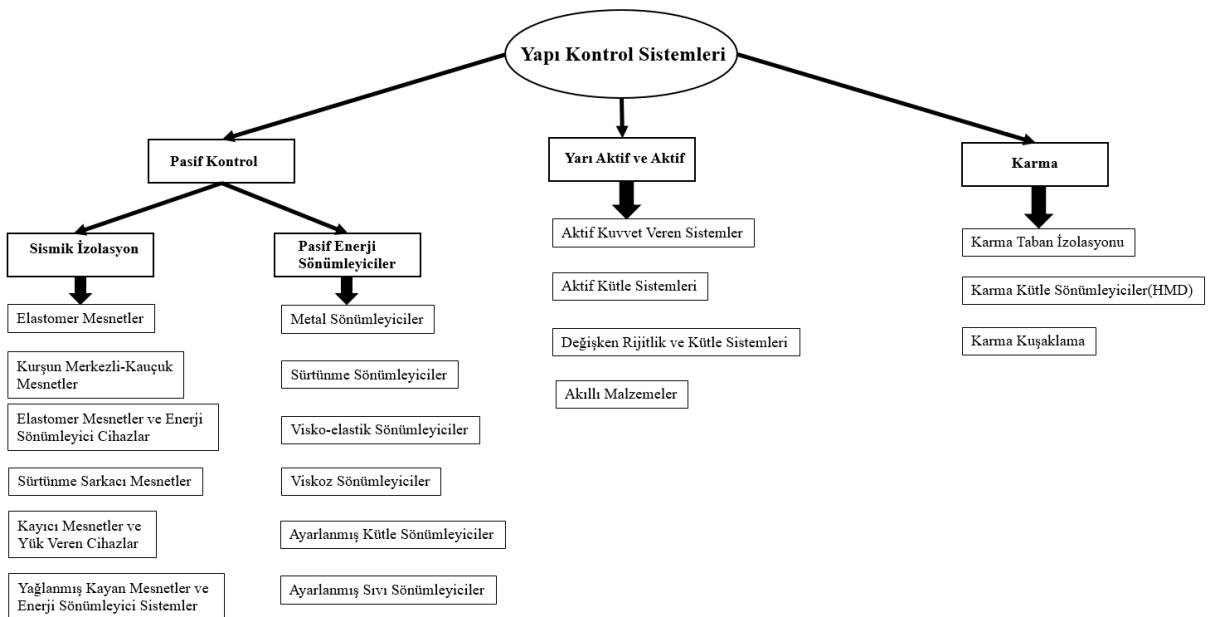 Yapı Kontrol Sistemleri
Pasif Kontrol
Yarı Aktif ve Aktif
Karma
Sismik İzolasyon
Pasif Enerji
Sönümleyiciler
Elastomer Mesnetler
Kurşun Merkezli-Kauçuk
Mesnetler
Elastomer Mesnetler ve Enerji
Sönümleyici Cihazlar
Sürtünme Sarkacı Mesnetler
Kayıcı Mesnetler ve
Yük Veren Cihazlar
Yağlanmış Kayan Mesnetler ve
Enerji Sönümleyici Sistemler
Metal Sönümleyiciler
Sürtünme Sönümleyiciler
Visko-elastik Sönümleyiciler
Viskoz Sönümleyiciler
Ayarlanmış Kütle Sönümleyiciler
Ayarlanmış Sıvı Sönümleyiciler
Aktif Kuvvet Veren Sistemler
Aktif Kütle Sistemleri
Değişken Rijitlik ve Kütle Sistemleri
Akıllı Malzemeler
Karma Taban İzolasyonu
Karma Kütle Sönümleyiciler(HMD)
Karma Kuşaklama